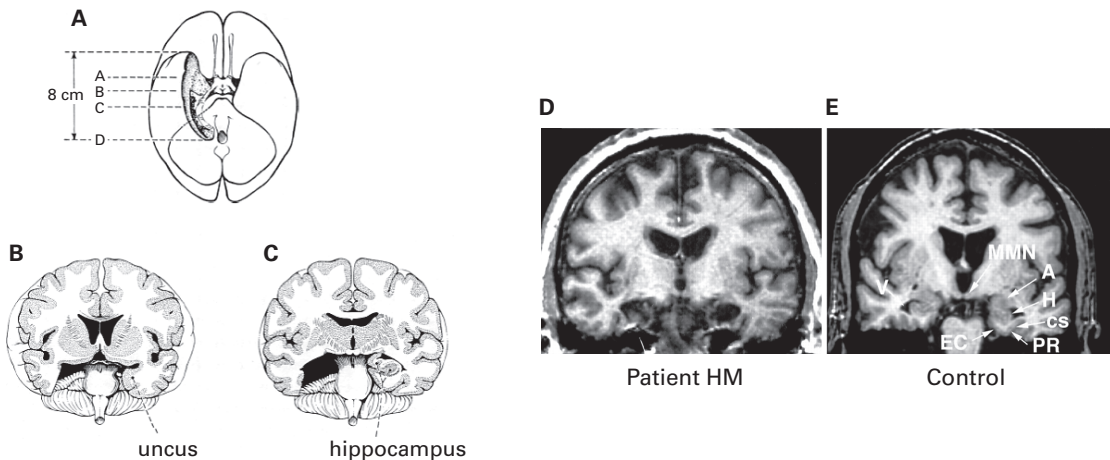 A
A
B
8 cm
C
D
B
C
uncus
hippocampus
D
E
MMN
A
V
H
cs
EC
PR
Patient HM
Control